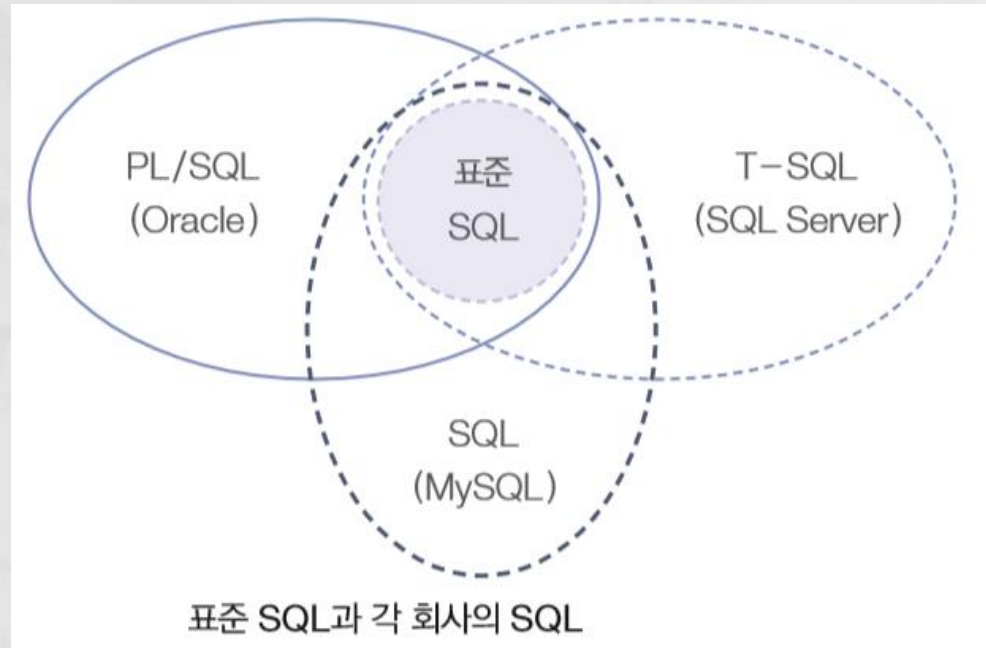 PL/SQL
(Oracle)
표준
SQL
T-SQL
(SQL Server)
SQL
(MySQL)
표준 SQL과 각 회사의 SQL